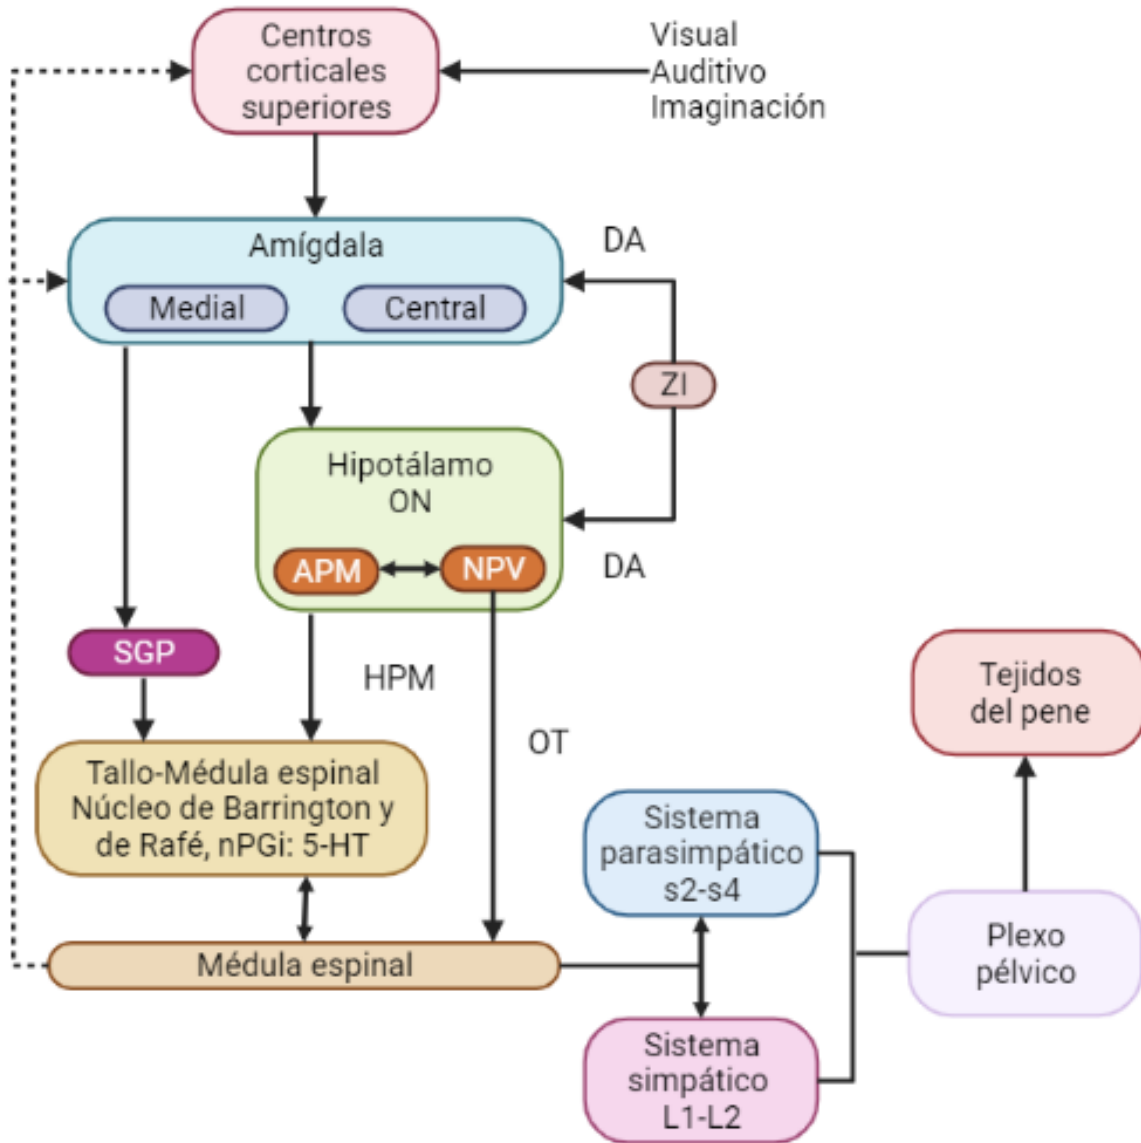 Centros
corticales
superiores
Visual
Auditivo
Imaginación
Amígdala
DA
Medial
Central
ZI
Hipotálamo
ON
APM
NPV
DA
SGP
HPM
Tejidos
del pene
OT
Tallo-Médula espinal
Núcleo de Barrington y
de Rafé, nPGi: 5-HT
Sistema
parasimpático
s2-s4
Médula espinal
Plexo
pélvico
Sistema
simpático
L1-L2